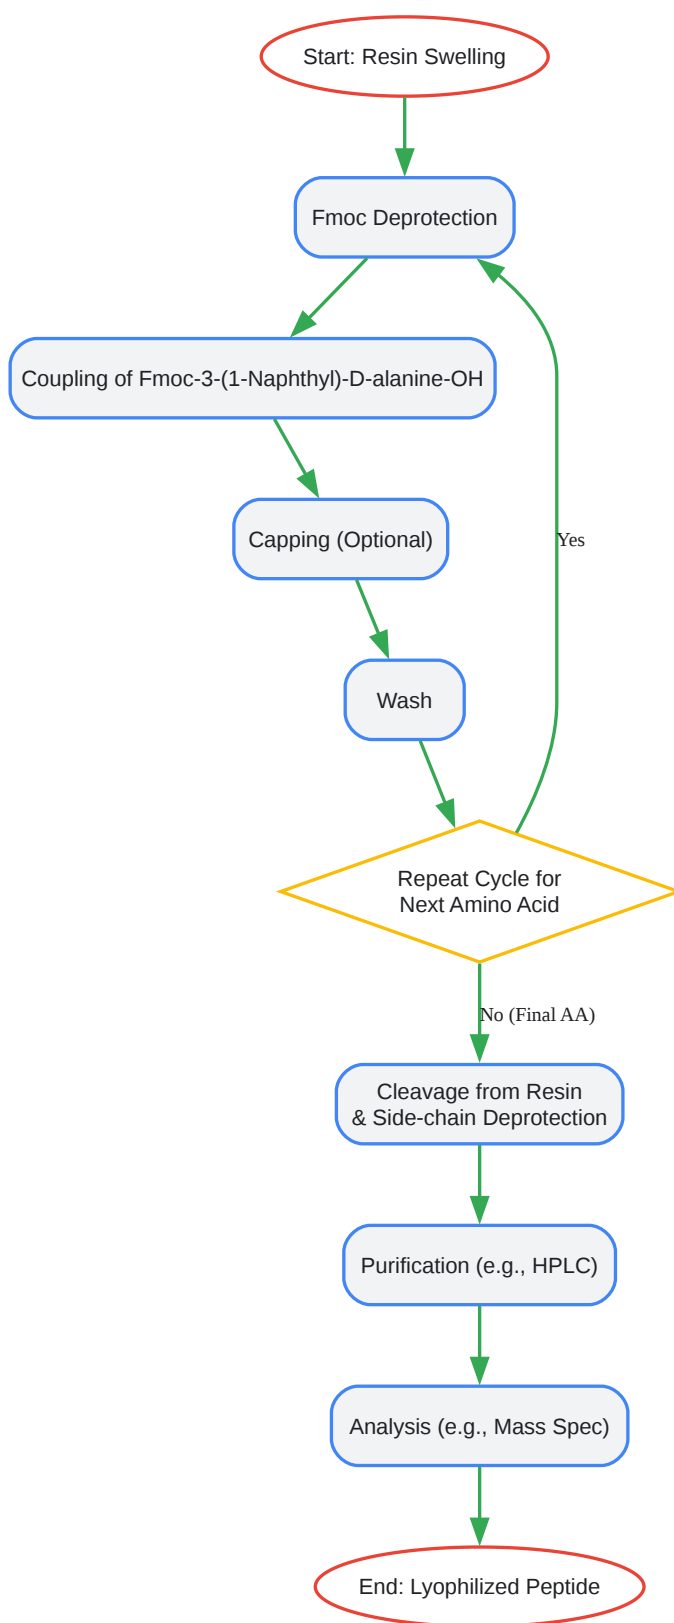 Start: Resin Swelling
Fmoc Deprotection
Coupling of Fmoc-3-(1-Naphthyl)-D-alanine-OH
Capping (Optional)
Yes
Wash
Repeat Cycle for
Next Amino Acid
No (Final AA)
Cleavage from Resin
& Side-chain Deprotection
Purification (e.g., HPLC)
Analysis (e.g., Mass Spec)
End: Lyophilized Peptide